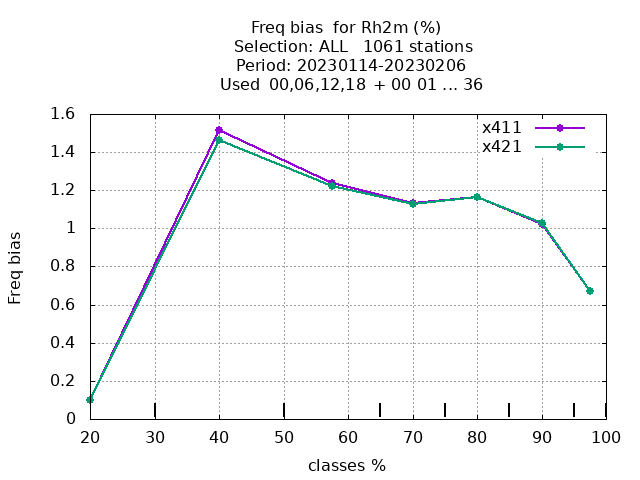 Freq bias  for Rh2m (%)
Selection: ALL   1061 stations
Period: 20230114-20230206
Used  00,06,12,18  + 00 01 ... 36
x411
x421
Freq bias
1.6
1.4
1.2
1
0.8
0.6
0.4
0.2
0
20 30 40 50 60 70 80 90 100
classes %